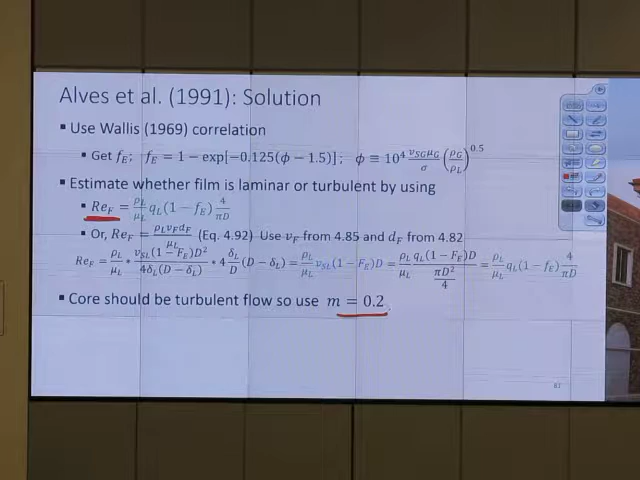 Alves et al. (1991): Solution
▪ Use Wallis (1969) correlation
▪ Get f_E; f_E = 1 − exp[−0.125(ϕ − 1.5)]; ϕ ≡ 10⁴ (v_SG μ_G / σ) (ρ_G / ρ_L)^0.5
▪ Estimate whether film is laminar or turbulent by using
▪ Re_F = (ρ_L / μ_L) q_L(1 − f_E) (4 / πD)
▪ Or, Re_F = (ρ_L v_F d_F / μ_L) (Eq. 4.92) Use v_F from 4.85 and d_F from 4.82
Re_F = (ρ_L / μ_L) * (v_SL(1 − F_E)D² / 4δ_L(D − δ_L)) * 4 (δ_L / D) (D − δ_L) = (ρ_L / μ_L) v_SL(1 − F_E)D = (ρ_L / μ_L) (q_L(1 − F_E)D / (πD² / 4)) = (ρ_L / μ_L) q_L(1 − f_E) (4 / πD)
▪ Core should be turbulent flow so use m = 0.2.